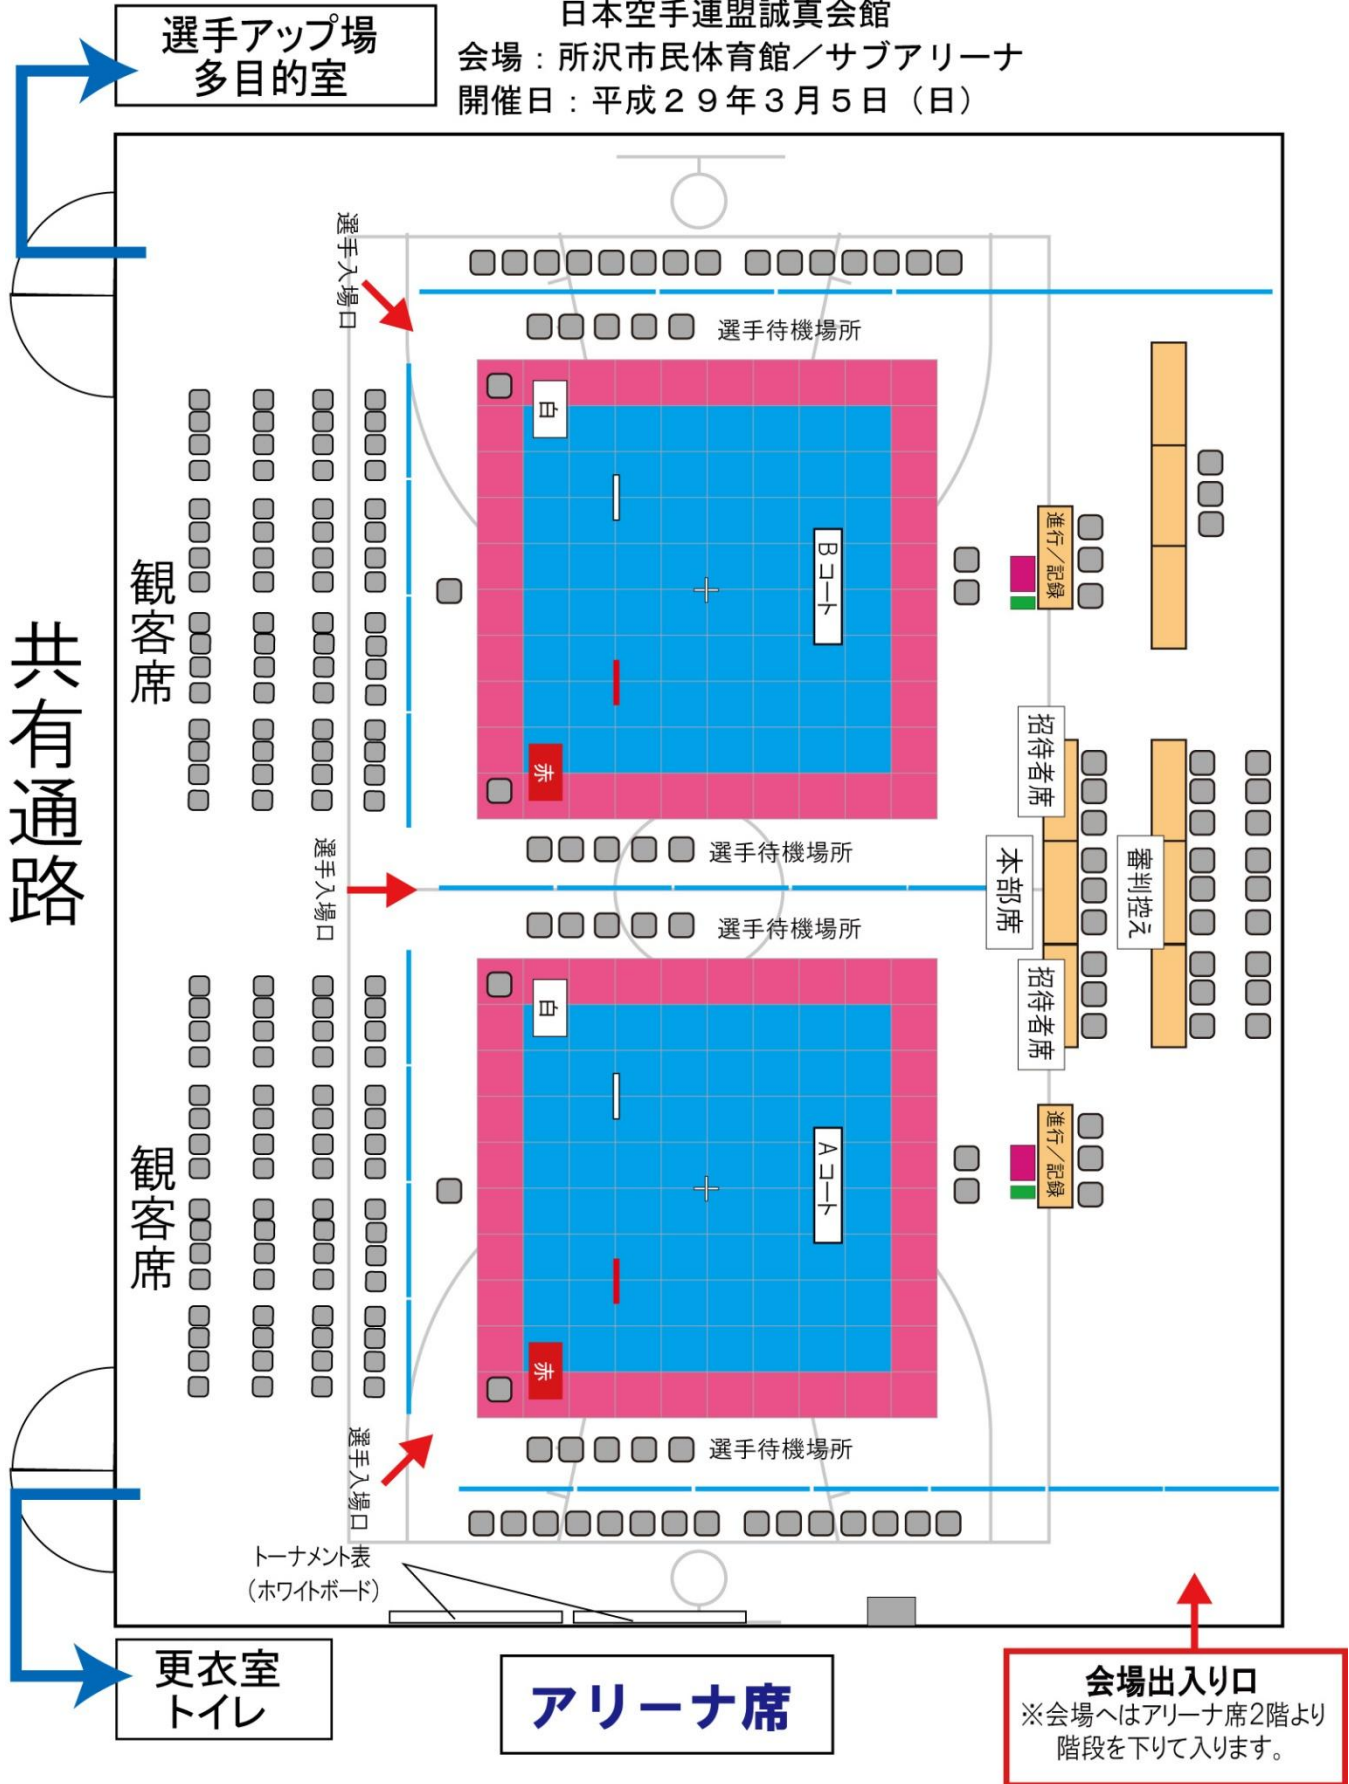 日本空手連盟誠真会館
会場：所沢市民体育館／サブアリーナ
開催日：平成２９年３月５日（日）
選手アップ場
多目的室
選手入場口
選手待機場所
白
Bコート
進行／記録
観客席
共有通路
赤
招待者席
選手待機場所
選手入場口
本部席
審判控え
選手待機場所
白
招待者席
Aコート
進行／記録
観客席
赤
選手入場口
選手待機場所
トーナメント表
（ホワイトボード）
更衣室
トイレ
アリーナ席
会場出入り口
※会場へはアリーナ席2階より
階段を下りて入ります。